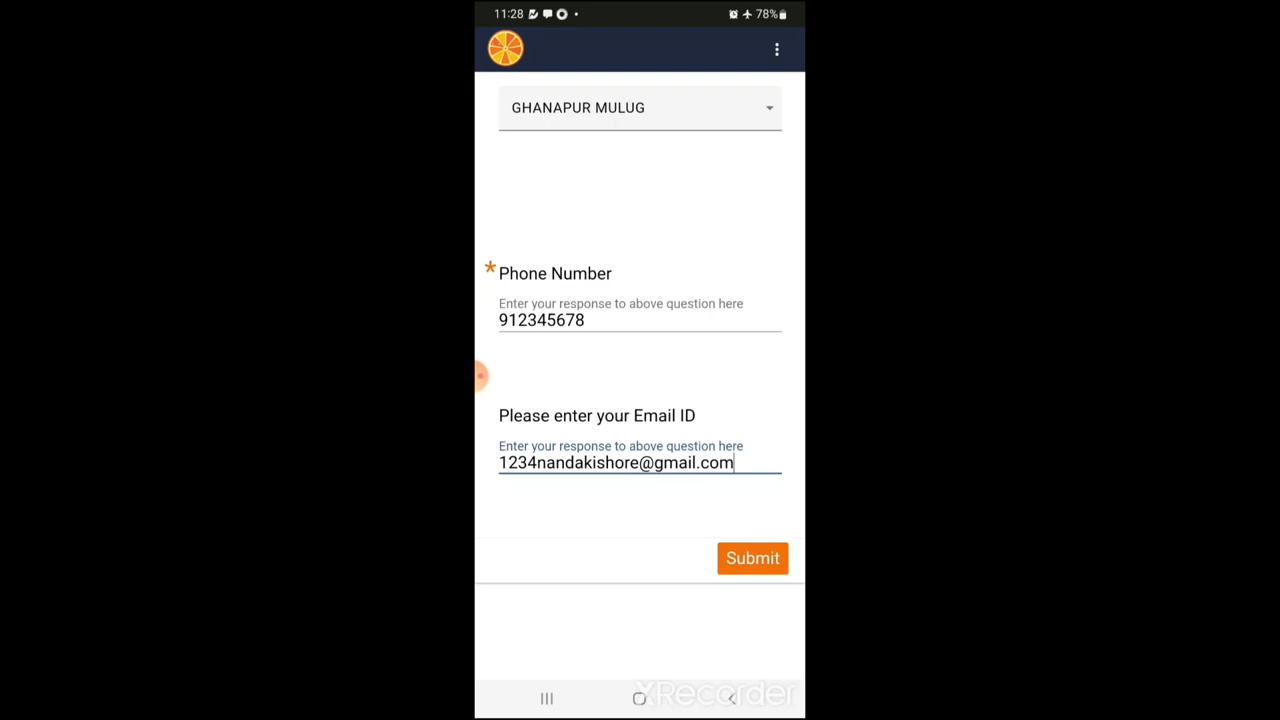 11:28 78%
GHANAPUR MULUG
* Phone Number
Enter your response to above question here
912345678
Please enter your Email ID
Enter your response to above question here
1234nandakishore@gmail.com
Submit
XRecorder